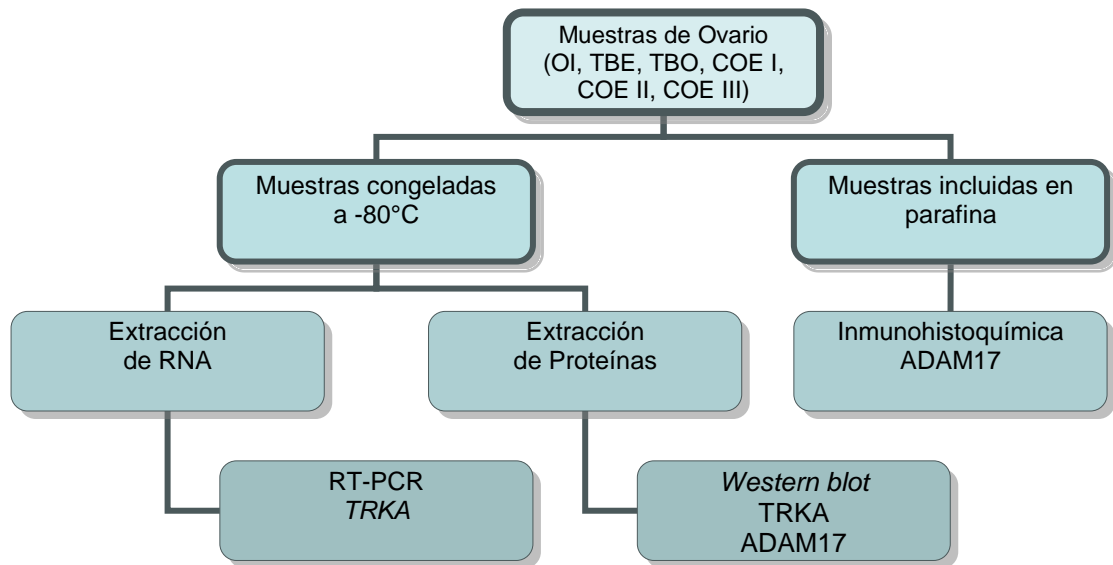 Muestras de Ovario
(OI, TBE, TBO, COE I,
COE II, COE III)
Muestras congeladas
a -80°C
Muestras incluidas en
parafina
Extracción
de RNA
Extracción
de Proteínas
Inmunohistoquímica
ADAM17
RT-PCR
TRKA
Western blot
TRKA
ADAM17